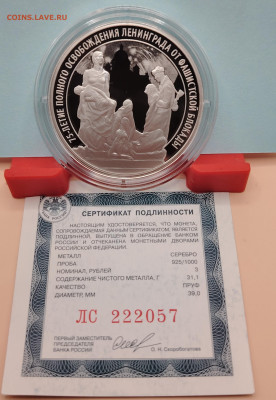 COINS.LAVE.RU
75-ЛЕТИЕ ПОЛНОГО ОСВОБОЖДЕНИЯ ЛЕНИНГРАДА ОТ ФАШИСТСКОЙ БЛОКАДЫ
СЕРТИФИКАТ ПОДЛИННОСТИ
НАСТОЯЩИМ УДОСТОВЕРЯЕТСЯ, ЧТО МОНЕТА,
СОПРОВОЖДАЕМАЯ ДАННЫМ СЕРТИФИКАТОМ, ЯВЛЯЕТСЯ
ПОДЛИННОЙ, ВЫПУЩЕНА В ОБРАЩЕНИЕ БАНКОМ
РОССИИ И ОТЧЕКАНЕНА МОНЕТНЫМИ ДВОРАМИ
РОССИЙСКОЙ ФЕДЕРАЦИИ.
МЕТАЛЛ СЕРЕБРО
ПРОБА 925/1000
НОМИНАЛ, РУБЛЕЙ 3
СОДЕРЖАНИЕ ЧИСТОГО МЕТАЛЛА, Г 31,1
КАЧЕСТВО ПРУФ
ДИАМЕТР, ММ 39,0
ЛС 222057
ПЕРВЫЙ ЗАМЕСТИТЕЛЬ
ПРЕДСЕДАТЕЛЯ
БАНКА РОССИИ О. Н. Скоробогатова